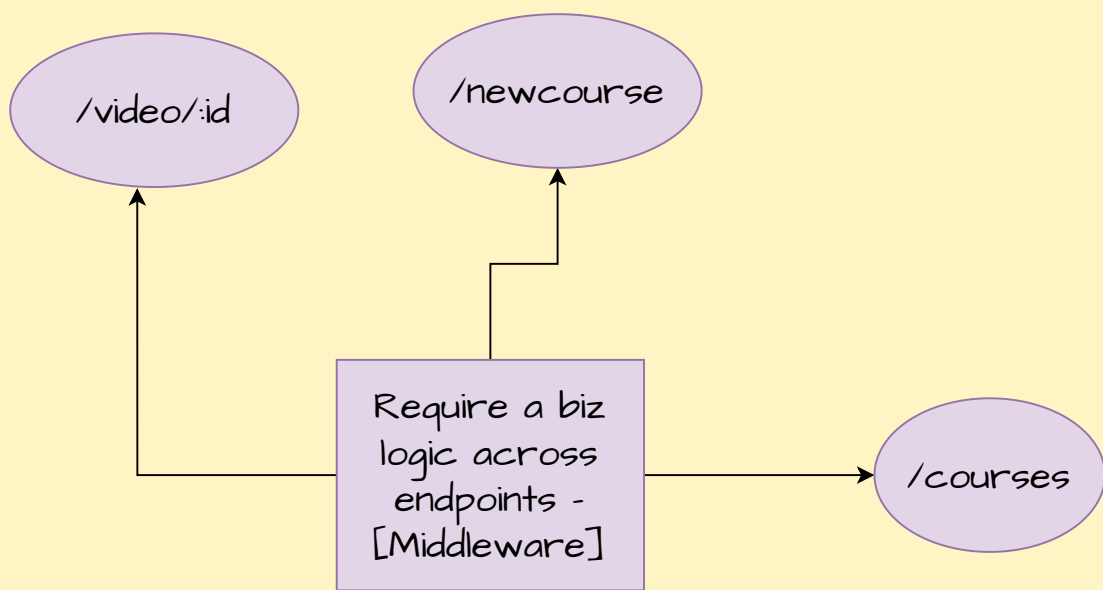 /video/:id
/newcourse
Require a biz
logic across
endpoints -
[Middleware]
/courses